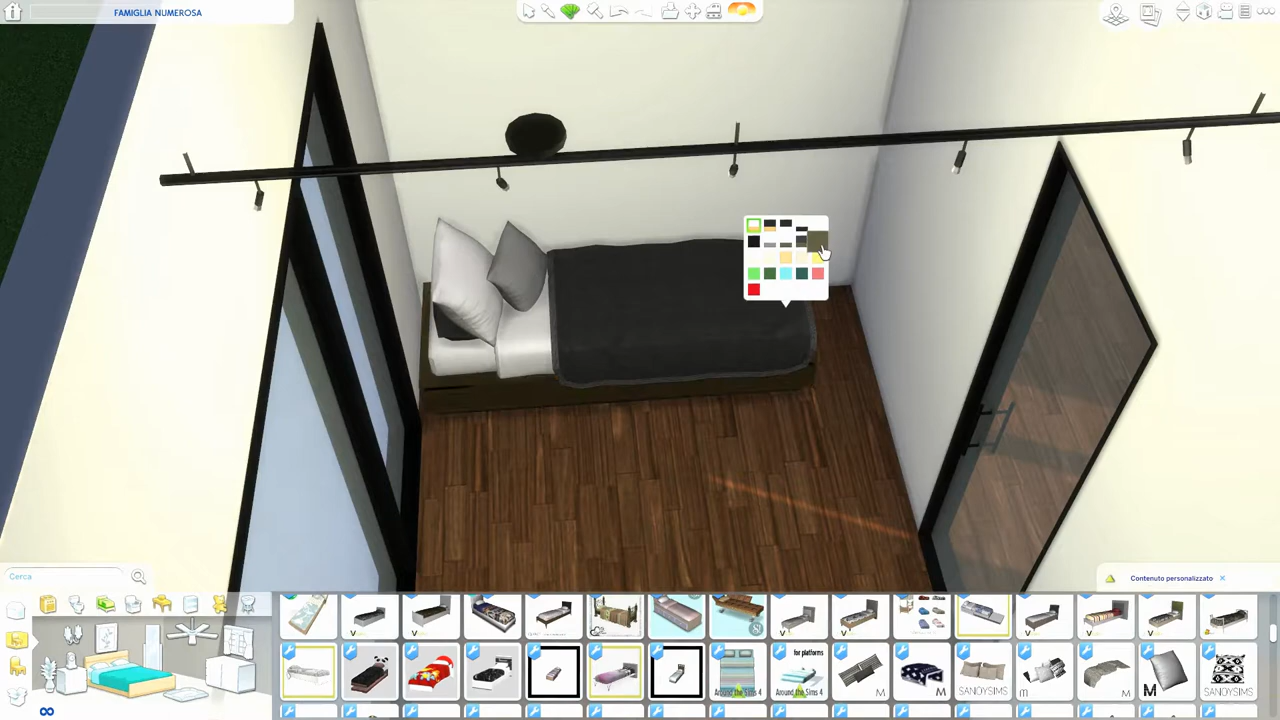 FAMIGLIA NUMEROSA
Cerca
Contenuto personalizzato
for platforms
Around the Sims 4
Around the Sims 4
M
M
SANOYSIMS
M
M
SANOYSIMS